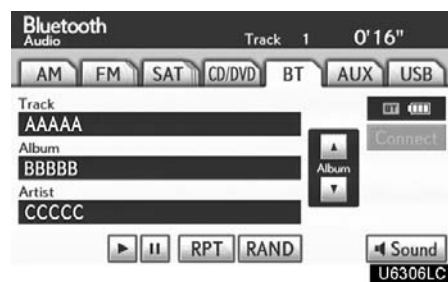 Bluetooth
Audio Track 1 0'16"
AM FM SAT CD/DVD BT AUX USB
Track
AAAAA
BT
Connect
Album
BBBBB
Album
Artist
CCCCC
RPT RAND Sound
U6306LC